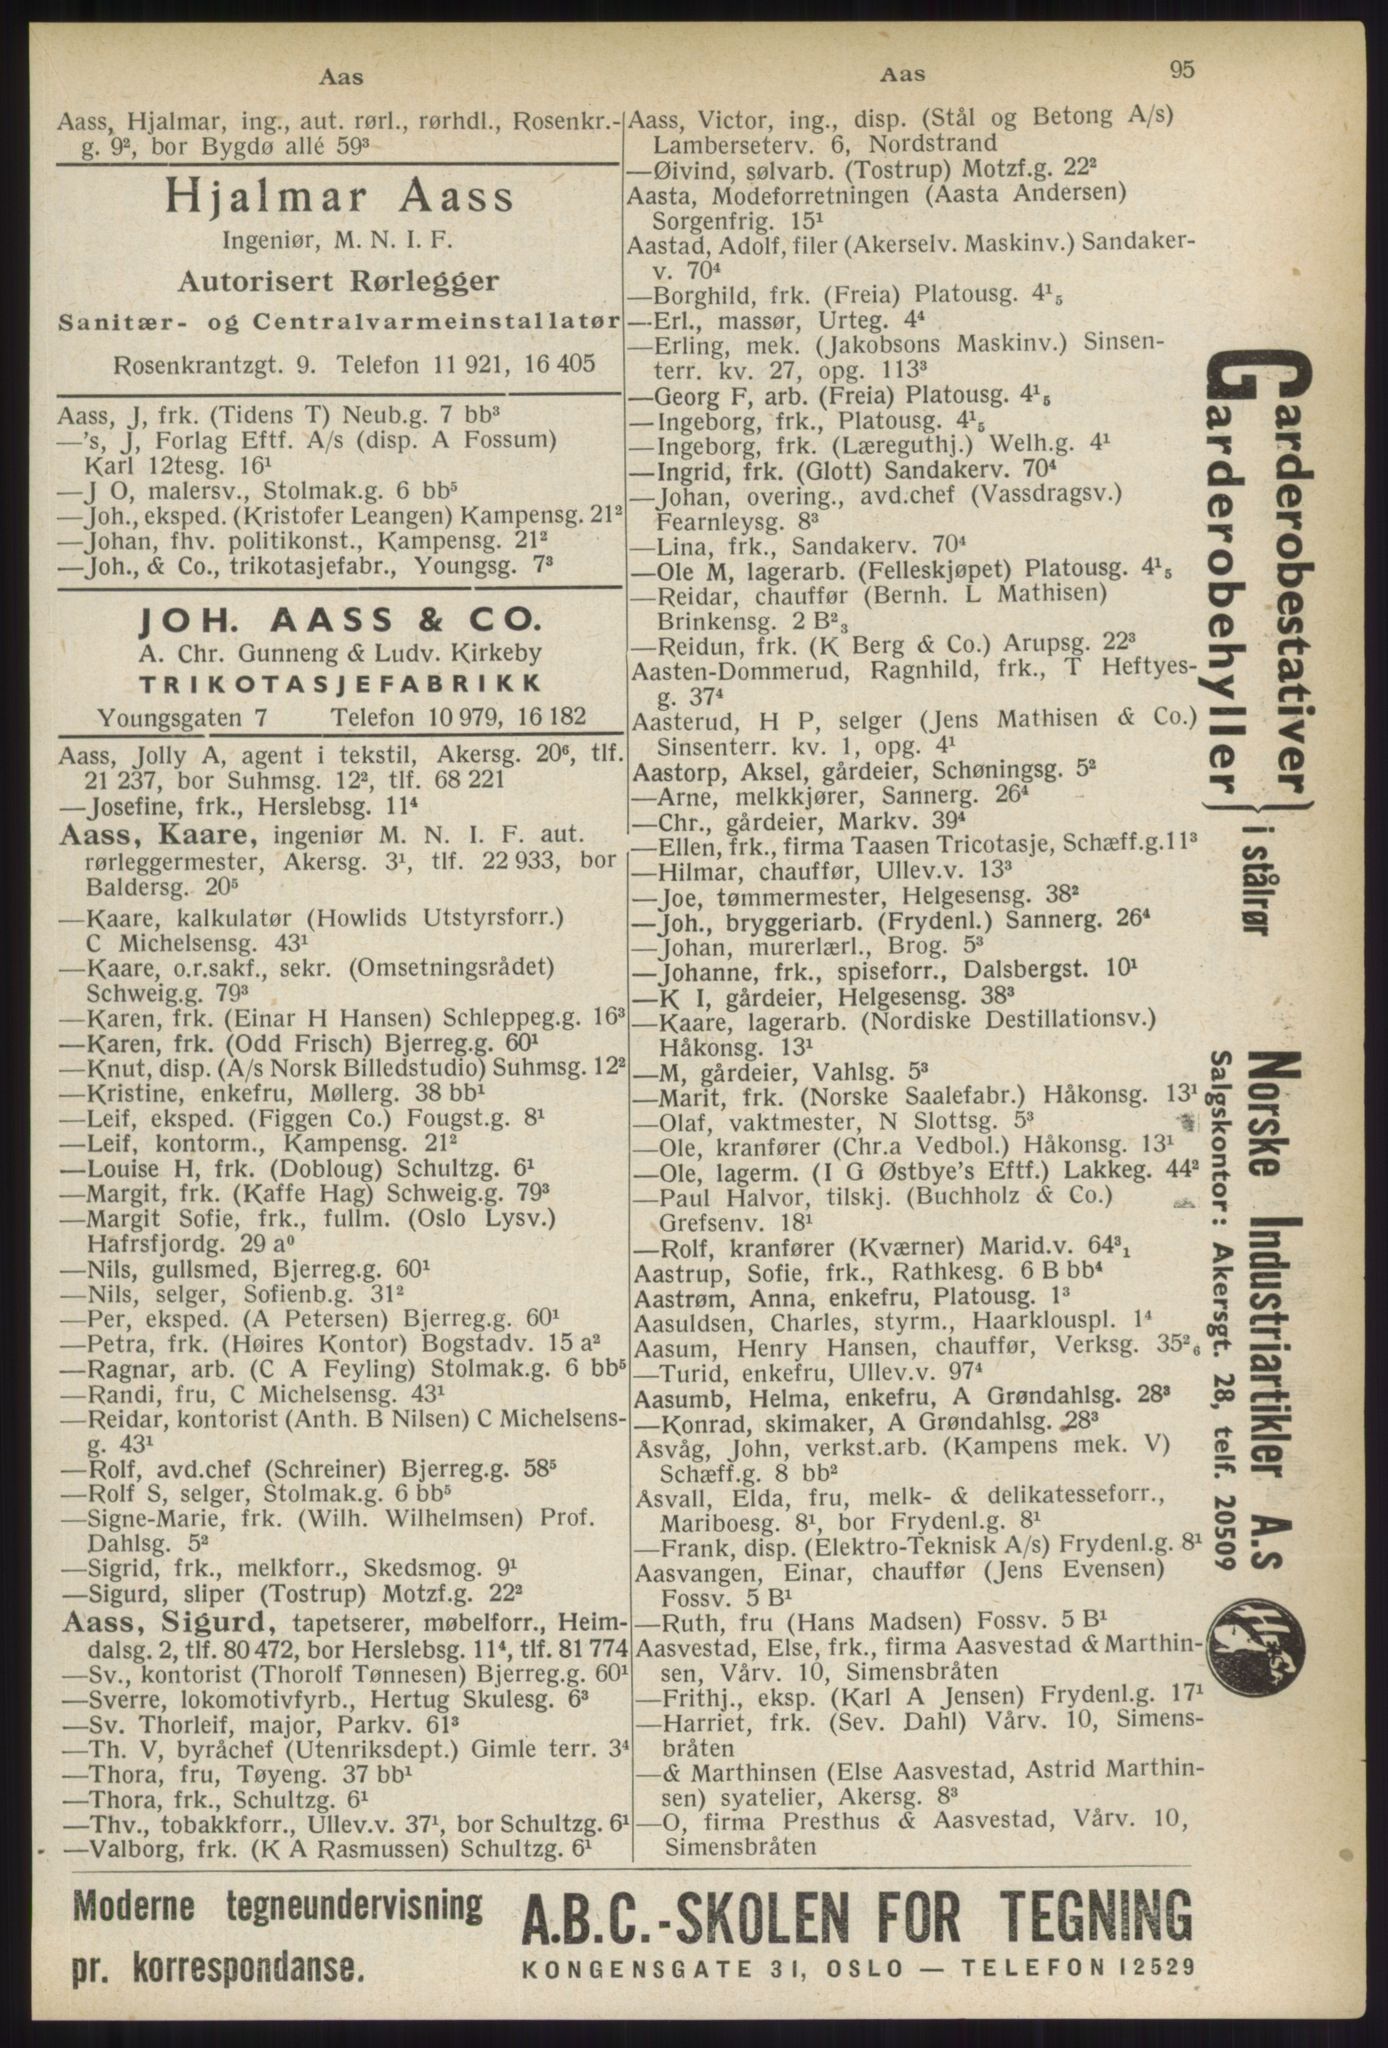 Aas
Aas
95
Aass, Hjalmar, ing., aut. rørl., rørhdl., Rosenkr.-
g. 9², bor Bygdø allé 59³
Hjalmar Aass
Ingeniør, M. N. I. F.
Autorisert Rørlegger
Sanitær- og Centralvarmeinstallatør
Rosenkrantzgt. 9. Telefon 11 921, 16 405
Aass, J, frk. (Tidens T) Neub.g. 7 bb³
—'s, J, Forlag Eftf. A/s (disp. A Fossum)
Karl 12tesg. 16¹
—J O, malersv., Stolmak.g. 6 bb⁵
—Joh., eksped. (Kristofer Leangen) Kampensg. 21²
—Johan, fhv. politikonst., Kampensg. 21²
—Joh., & Co., trikotasjefabr., Youngsg. 7³
JOH. AASS & CO.
A. Chr. Gunneng & Ludv. Kirkeby
TRIKOTASJEFABRIKK
Youngsgaten 7 Telefon 10 979, 16 182
Aass, Jolly A, agent i tekstil, Akersg. 20⁶, tlf.
21 237, bor Suhmsg. 12², tlf. 68 221
—Josefine, frk., Herslebsg. 11⁴
Aass, Kaare, ingeniør M. N. I. F. aut.
rørleggermester, Akersg. 3¹, tlf. 22 933, bor
Baldersg. 20⁵
—Kaare, kalkulatør (Howlids Utstyrsforr.)
C Michelsensg. 43¹
—Kaare, o.r.sakf., sekr. (Omsetningsrådet)
Schweig.g. 79³
—Karen, frk. (Einar H Hansen) Schleppeg.g. 16³
—Karen, frk. (Odd Frisch) Bjerreg.g. 60¹
—Knut, disp. (A/s Norsk Billedstudio) Suhmsg. 12²
—Kristine, enkefru, Møllerg. 38 bb¹
—Leif, eksped. (Figgen Co.) Fougst.g. 8¹
—Leif, kontorm., Kampensg. 21²
—Louise H, frk. (Dobloug) Schultzg. 6¹
—Margit, frk. (Kaffe Hag) Schweig.g. 79³
—Margit Sofie, frk., fullm. (Oslo Lysv.)
Hafrsfjordg. 29 a⁰
—Nils, gullsmed, Bjerreg.g. 60¹
—Nils, selger, Sofienb.g. 31²
—Per, eksped. (A Petersen) Bjerreg.g. 60¹
—Petra, frk. (Høires Kontor) Bogstadv. 15 a²
—Ragnar, arb. (C A Feyling) Stolmak.g. 6 bb⁵
—Randi, fru, C Michelsensg. 43¹
—Reidar, kontorist (Anth. B Nilsen) C Michelsens-
g. 43¹
—Rolf, avd.chef (Schreiner) Bjerreg.g. 58⁵
—Rolf S, selger, Stolmak.g. 6 bb⁵
—Signe-Marie, frk. (Wilh. Wilhelmsen) Prof.
Dahlsg. 5²
—Sigrid, frk., melkforr., Skedsmog. 9¹
—Sigurd, sliper (Tostrup) Motzf.g. 22²
Aass, Sigurd, tapetserer, møbelforr., Heim-
dalsg. 2, tlf. 80 472, bor Herslebsg. 11⁴, tlf. 81 774
—Sv., kontorist (Thorolf Tønnesen) Bjerreg.g. 60¹
—Sverre, lokomotivfyrb., Hertug Skulesg. 6³
—Sv. Thorleif, major, Parkv. 61³
—Th. V, byråchef (Utenriksdept.) Gimle terr. 3⁴
—Thora, fru, Tøyeng. 37 bb¹
—Thora, frk., Schultzg. 6¹
—Thv., tobakkforr., Ullev.v. 37¹, bor Schultzg. 6¹
—Valborg, frk. (K A Rasmussen) Schultzg. 6¹
Aass, Victor, ing., disp. (Stål og Betong A/s)
Lamberseterv. 6, Nordstrand
—Øivind, sølvarb. (Tostrup) Motzf.g. 22²
Aasta, Modeforretningen (Aasta Andersen)
Sorgenfrig. 15¹
Aastad, Adolf, filer (Akerselv. Maskinv.) Sandaker-
v. 70⁴
—Borghild, frk. (Freia) Platousg. 4¹₅
—Erl., massør, Urteg. 4⁴
—Erling, mek. (Jakobsons Maskinv.) Sinsen-
terr. kv. 27, opg. 113³
—Georg F, arb. (Freia) Platousg. 4¹₅
—Ingeborg, frk., Platousg. 4¹₅
—Ingeborg, frk. (Læreguthj.) Welh.g. 4¹
—Ingrid, frk. (Glott) Sandakerv. 70⁴
—Johan, overing., avd.chef (Vassdragsv.)
Fearnleysg. 8³
—Lina, frk., Sandakerv. 70⁴
—Ole M, lagerarb. (Felleskjøpet) Platousg. 4¹₅
—Reidar, chauffør (Bernh. L Mathisen)
Brinkensg. 2 B²₃
—Reidun, frk. (K Berg & Co.) Arupsg. 22³
Aasten-Dommerud, Ragnhild, frk., T Heftyes-
g. 37⁴
Aasterud, H P, selger (Jens Mathisen & Co.)
Sinsenterr. kv. 1, opg. 4¹
Aastorp, Aksel, gårdeier, Schøningsg. 5²
—Arne, melkkjører, Sannerg. 26⁴
—Chr., gårdeier, Markv. 39⁴
—Ellen, frk., firma Taasen Tricotasje, Schæff.g.11³
—Hilmar, chauffør, Ullev.v. 13³
—Joe, tømmermester, Helgesensg. 38²
—Joh., bryggeriarb. (Frydenl.) Sannerg. 26⁴
—Johan, murerlærl., Brog. 5³
—Johanne, frk., spiseforr., Dalsbergst. 10¹
—K I, gårdeier, Helgesensg. 38³
—Kaare, lagerarb. (Nordiske Destillationsv.)
Håkonsg. 13¹
—M, gårdeier, Vahlsg. 5³
—Marit, frk. (Norske Saalefabr.) Håkonsg. 13¹
—Olaf, vaktmester, N Slottsg. 5³
—Ole, kranfører (Chr.a Vedbol.) Håkonsg. 13¹
—Ole, lagerm. (I G Østbye's Eftf.) Lakkeg. 44²
—Paul Halvor, tilskj. (Buchholz & Co.)
Grefsenv. 18¹
—Rolf, kranfører (Kværner) Marid.v. 64³₁
Aastrup, Sofie, frk., Rathkesg. 6 B bb⁴
Aastrøm, Anna, enkefru, Platousg. 1³
Aasuldsen, Charles, styrm., Haarklouspl. 1⁴
Aasum, Henry Hansen, chauffør, Verksg. 35²₆
—Turid, enkefru, Ullev.v. 97⁴
Aasumb, Helma, enkefru, A Grøndahlsg. 28³
—Konrad, skimaker, A Grøndahlsg. 28³
Åsvåg, John, verkst.arb. (Kampens mek. V)
Schæff.g. 8 bb²
Åsvall, Elda, fru, melk- & delikatesseforr.,
Mariboesg. 8¹, bor Frydenl.g. 8¹
—Frank, disp. (Elektro-Teknisk A/s) Frydenl.g. 8¹
Aasvangen, Einar, chauffør (Jens Evensen)
Fossv. 5 B¹
—Ruth, fru (Hans Madsen) Fossv. 5 B¹
Aasvestad, Else, frk., firma Aasvestad & Marthin-
sen, Vårv. 10, Simensbråten
—Frithj., eksp. (Karl A Jensen) Frydenl.g. 17¹
—Harriet, frk. (Sev. Dahl) Vårv. 10, Simens-
bråten
—& Marthinsen (Else Aasvestad, Astrid Marthin-
sen) syatelier, Akersg. 8³
—O, firma Presthus & Aasvestad, Vårv. 10,
Simensbråten
Garderobestativer
Garderobehyller
} i stålrør
Norske Industriartikler A.s
Salgskontor: Akersgt. 28, telf. 20509
Moderne tegneundervisning
pr. korrespondanse.
A.B.C.-SKOLEN FOR TEGNING
KONGENSGATE 31, OSLO — TELEFON 12529